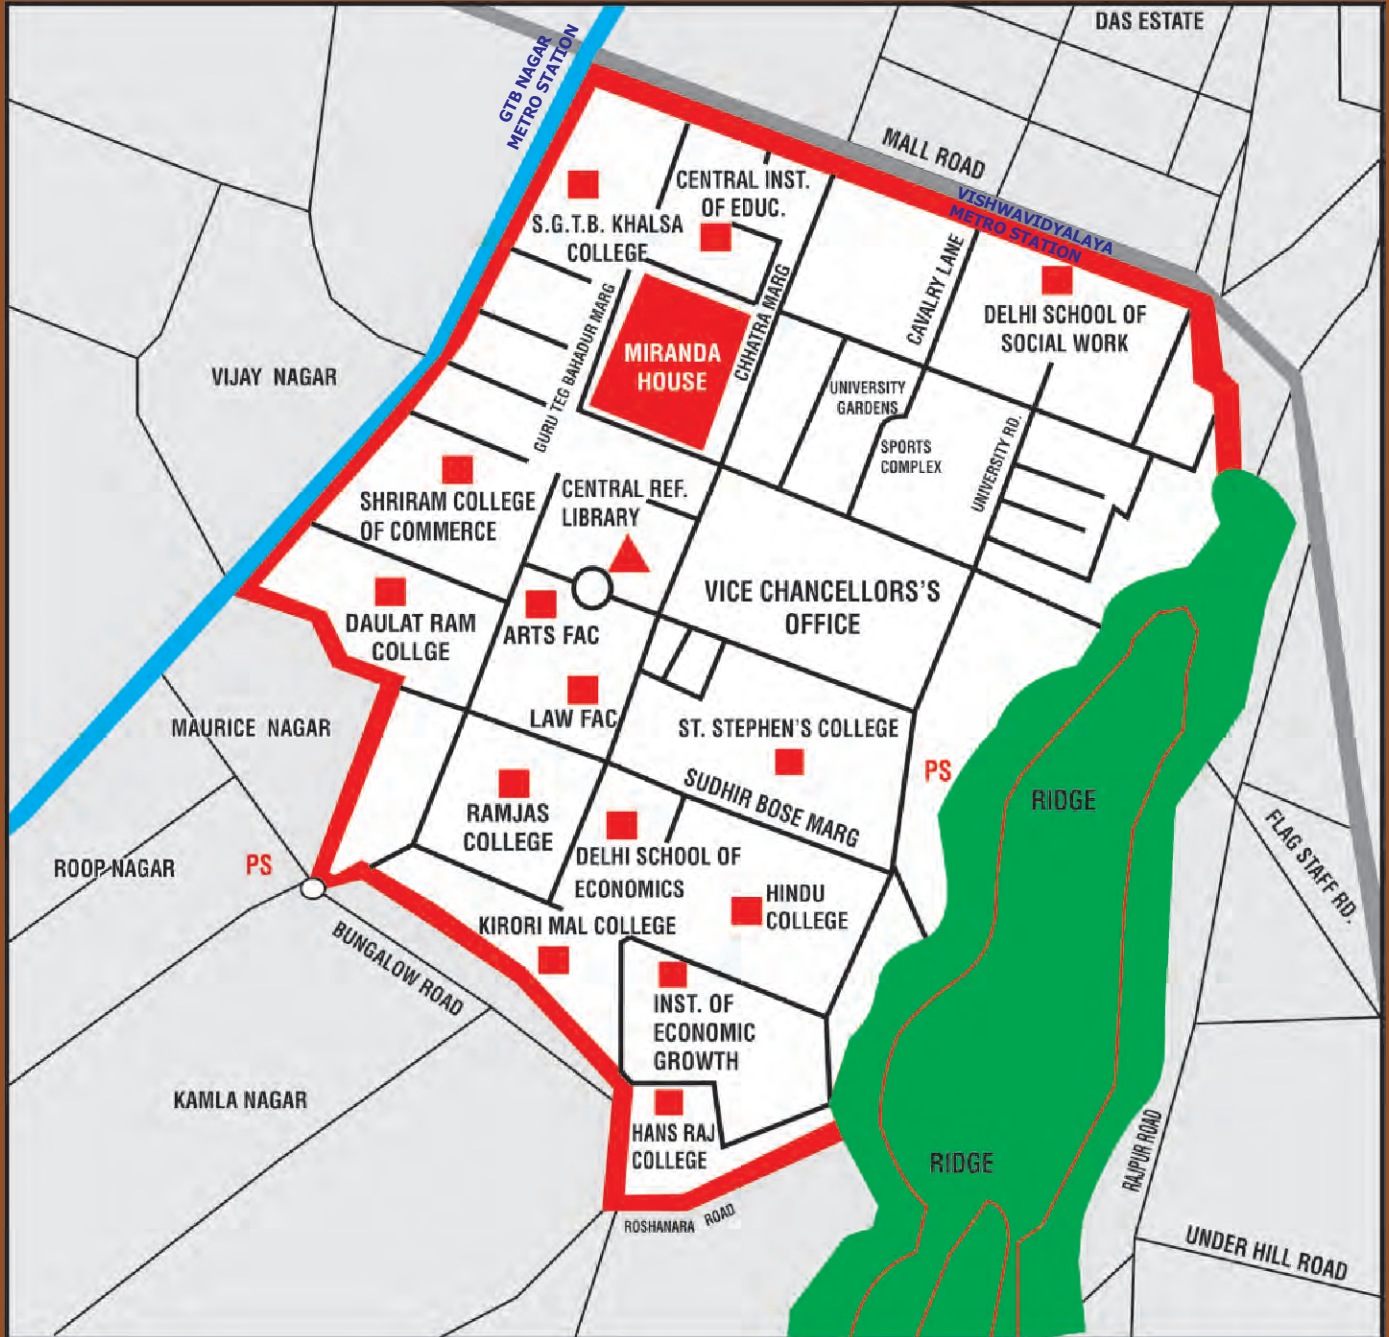 DAS ESTATE
GTB NAGAR
METRO STATION
MALL ROAD
CENTRAL INST.
OF EDUC.
VISHWAVIDYALAYA
METRO STATION
S.G.T.B. KHALSA
COLLEGE
CHHATRA MARG
CAVALRY LANE
DELHI SCHOOL OF
SOCIAL WORK
GURU TEG BAHADUR MARG
MIRANDA
HOUSE
VIJAY NAGAR
UNIVERSITY
GARDENS
SPORTS
COMPLEX
UNIVERSITY RD.
SHRIRAM COLLEGE
OF COMMERCE
CENTRAL REF.
LIBRARY
VICE CHANCELLORS'S
OFFICE
DAULAT RAM
COLLGE
ARTS FAC
LAW FAC
MAURICE NAGAR
ST. STEPHEN'S COLLEGE
PS
SUDHIR BOSE MARG
RIDGE
RAMJAS
COLLEGE
FLAG STAFF RD.
ROOP NAGAR
PS
DELHI SCHOOL OF
ECONOMICS
HINDU
COLLEGE
KIRORI MAL COLLEGE
BUNGALOW ROAD
INST. OF
ECONOMIC
GROWTH
KAMLA NAGAR
HANS RAJ
COLLEGE
RIDGE
RAJPUR ROAD
ROSHANARA ROAD
UNDER HILL ROAD